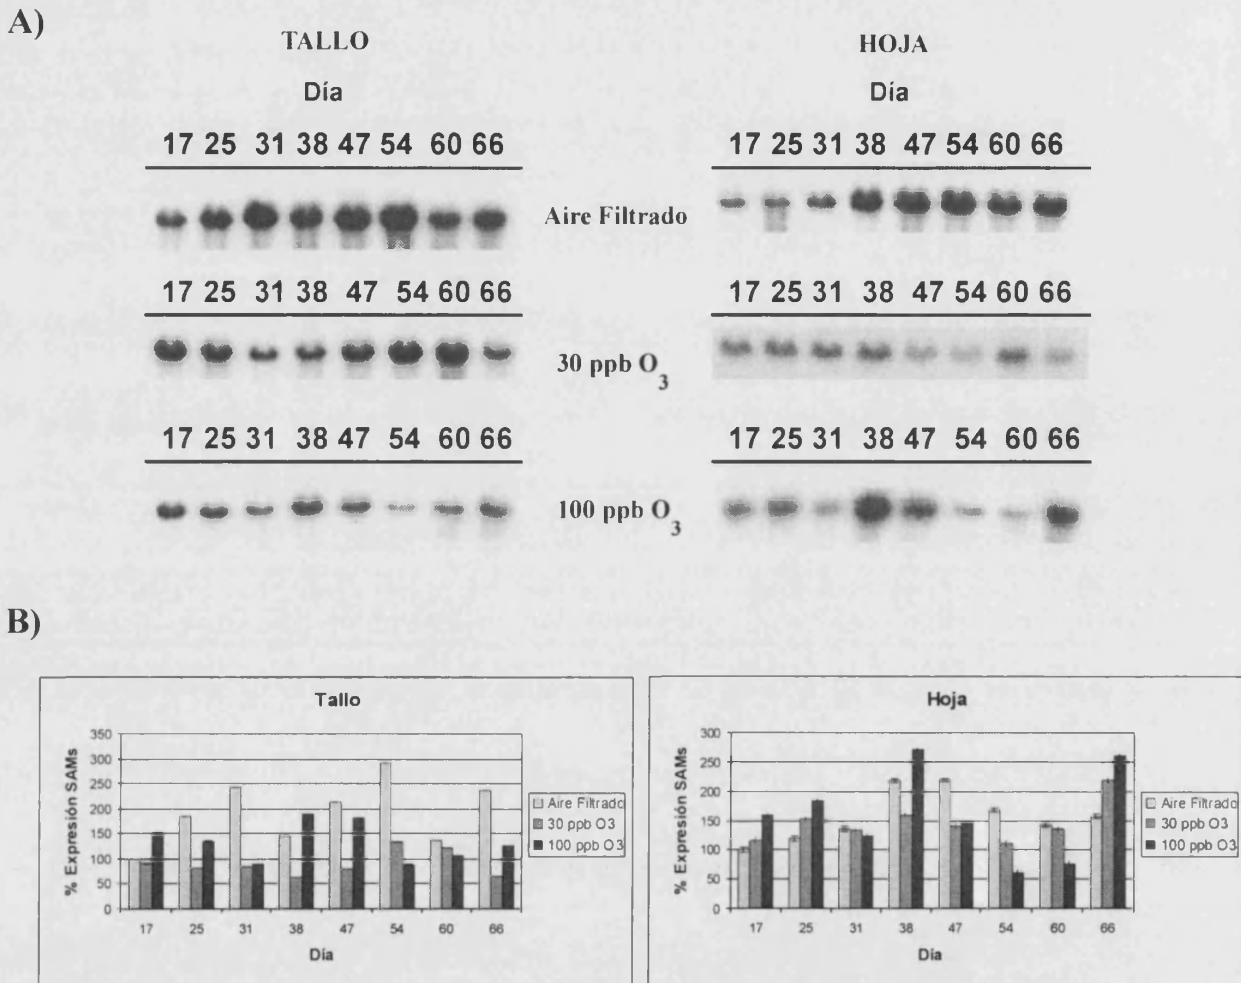 A)
TALLO
HOJA
Día
Día
17 25 31 38 47 54 60 66
17 25 31 38 47 54 60 66
Aire Filtrado
17 25 31 38 47 54 60 66
17 25 31 38 47 54 60 66
30 ppb O3
17 25 31 38 47 54 60 66
17 25 31 38 47 54 60 66
100 ppb O3
B)
Tallo
% Expresión SAMs
350
300
250
200
150
100
50
0
17 25 31 38 47 54 60 66
Día
Aire Filtrado
30 ppb O3
100 ppb O3
Hoja
% Expresión SAMs
300
250
200
150
100
50
0
17 25 31 38 47 54 60 66
Día
Aire Filtrado
30 ppb O3
100 ppb O3